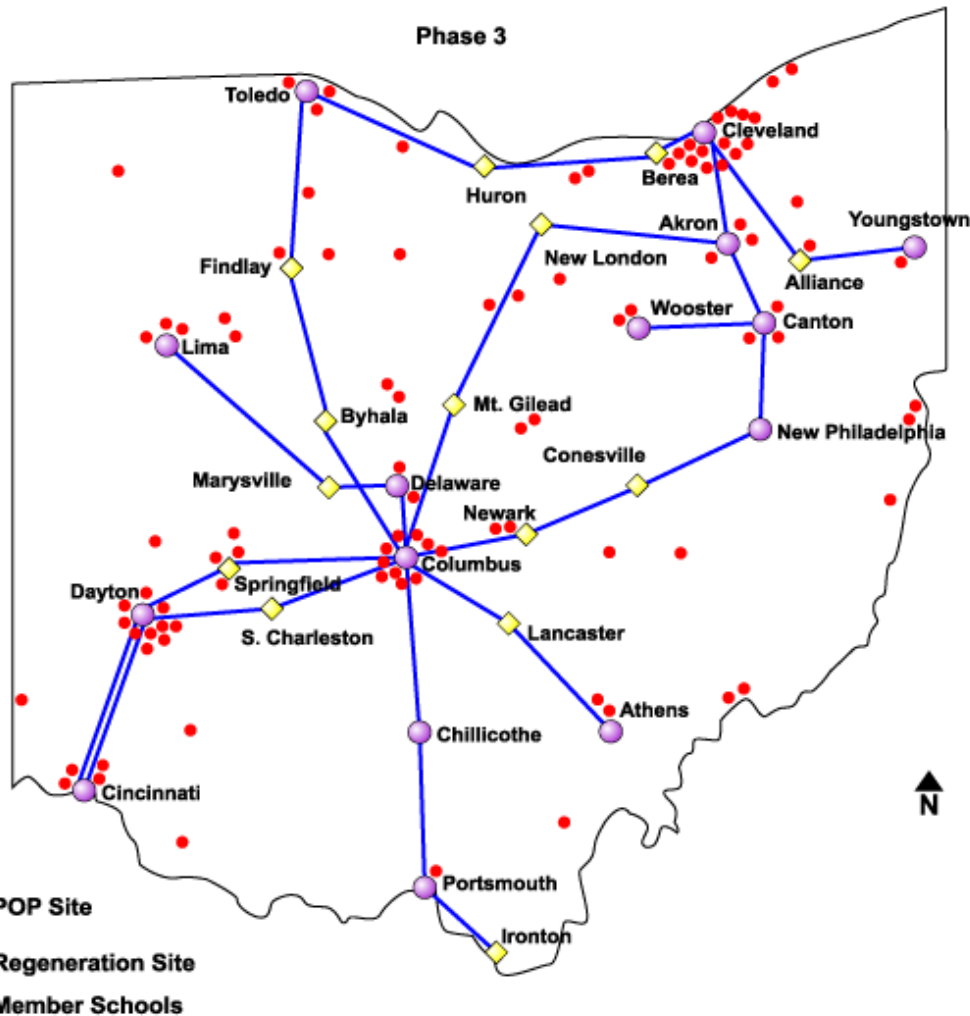 Phase 3
Toledo
Cleveland
Berea
Huron
Youngstown
Akron
New London
Findlay
Alliance
Wooster
Canton
Lima
Byhala
Mt. Gilead
New Philadelphia
Conesville
Marysville
Delaware
Newark
Columbus
Springfield
Dayton
S. Charleston
Lancaster
Athens
Chillicothe
Cincinnati
N
Portsmouth
POP Site
Ironton
Regeneration Site
Member Schools